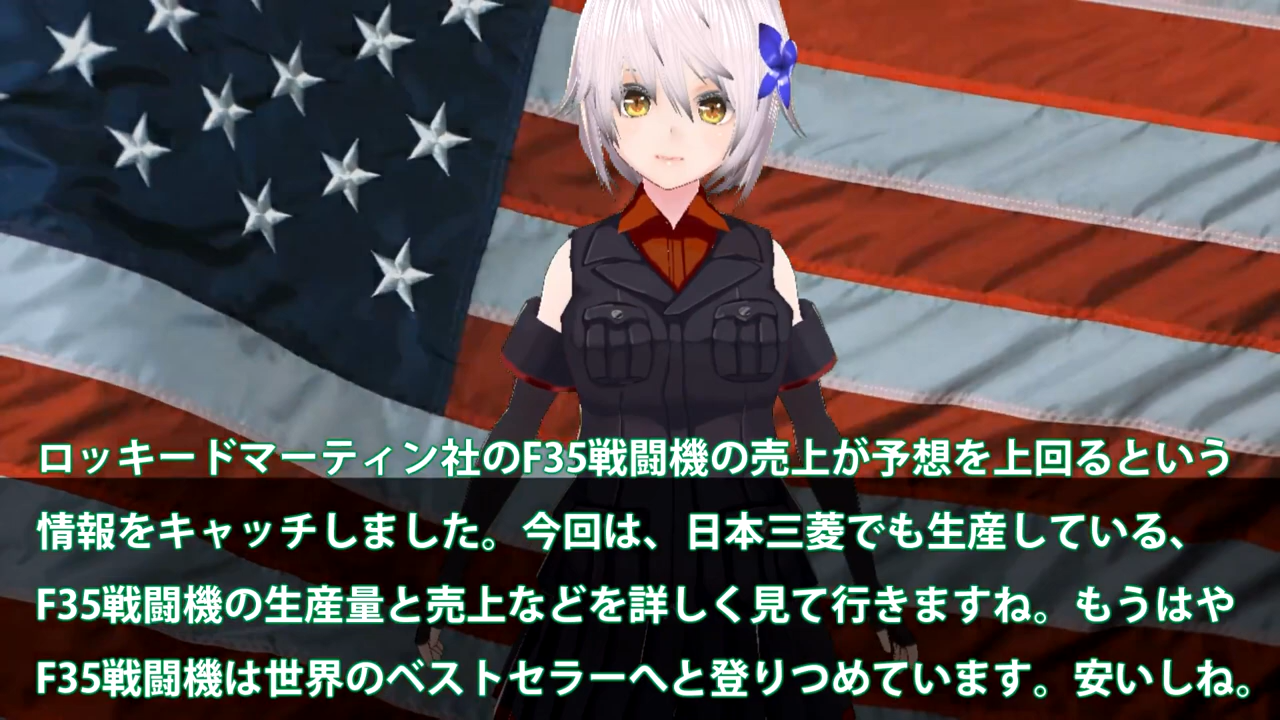 ロッキードマーティン社のF35戦闘機の売上が予想を上回るという
情報をキャッチしました。今回は、日本三菱でも生産している、
F35戦闘機の生産量と売上などを詳しく見て行きますね。もうはや
F35戦闘機は世界のベストセラーへと登りつめています。安いしね。